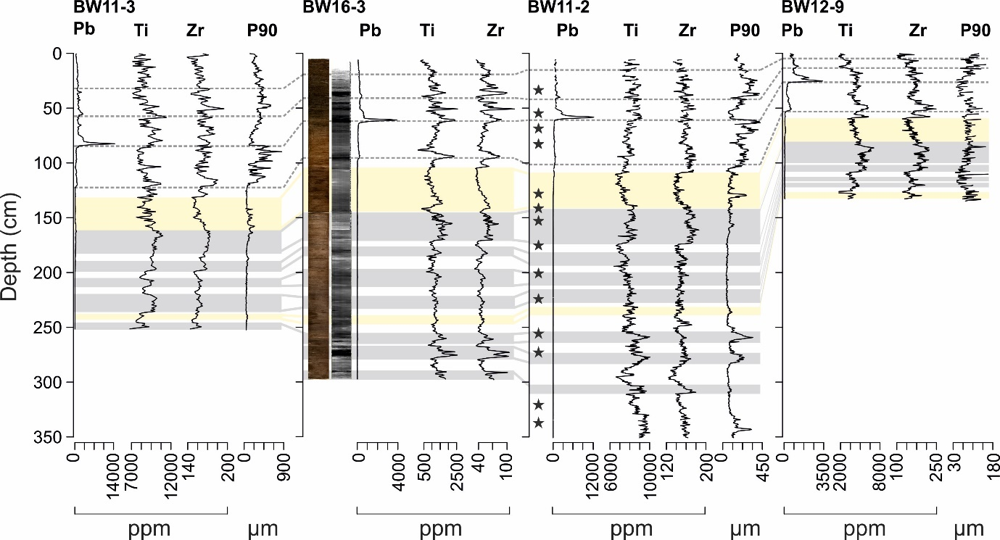 BW11-3 BW16-3 BW11-2 BW12-9
Pb Ti Zr P90 Pb Ti Zr Pb Ti Zr P90 Pb Ti Zr P90
0
50
100
150
200
250
300
350
Depth (cm)
0 14000 7000 12000 140 200 0 900 0 4000 500 2500 40 100 0 12000 6000 10000 120 200 0 450 0 3500 2000 8000 100 250 30 180
ppm µm ppm ppm µm ppm µm